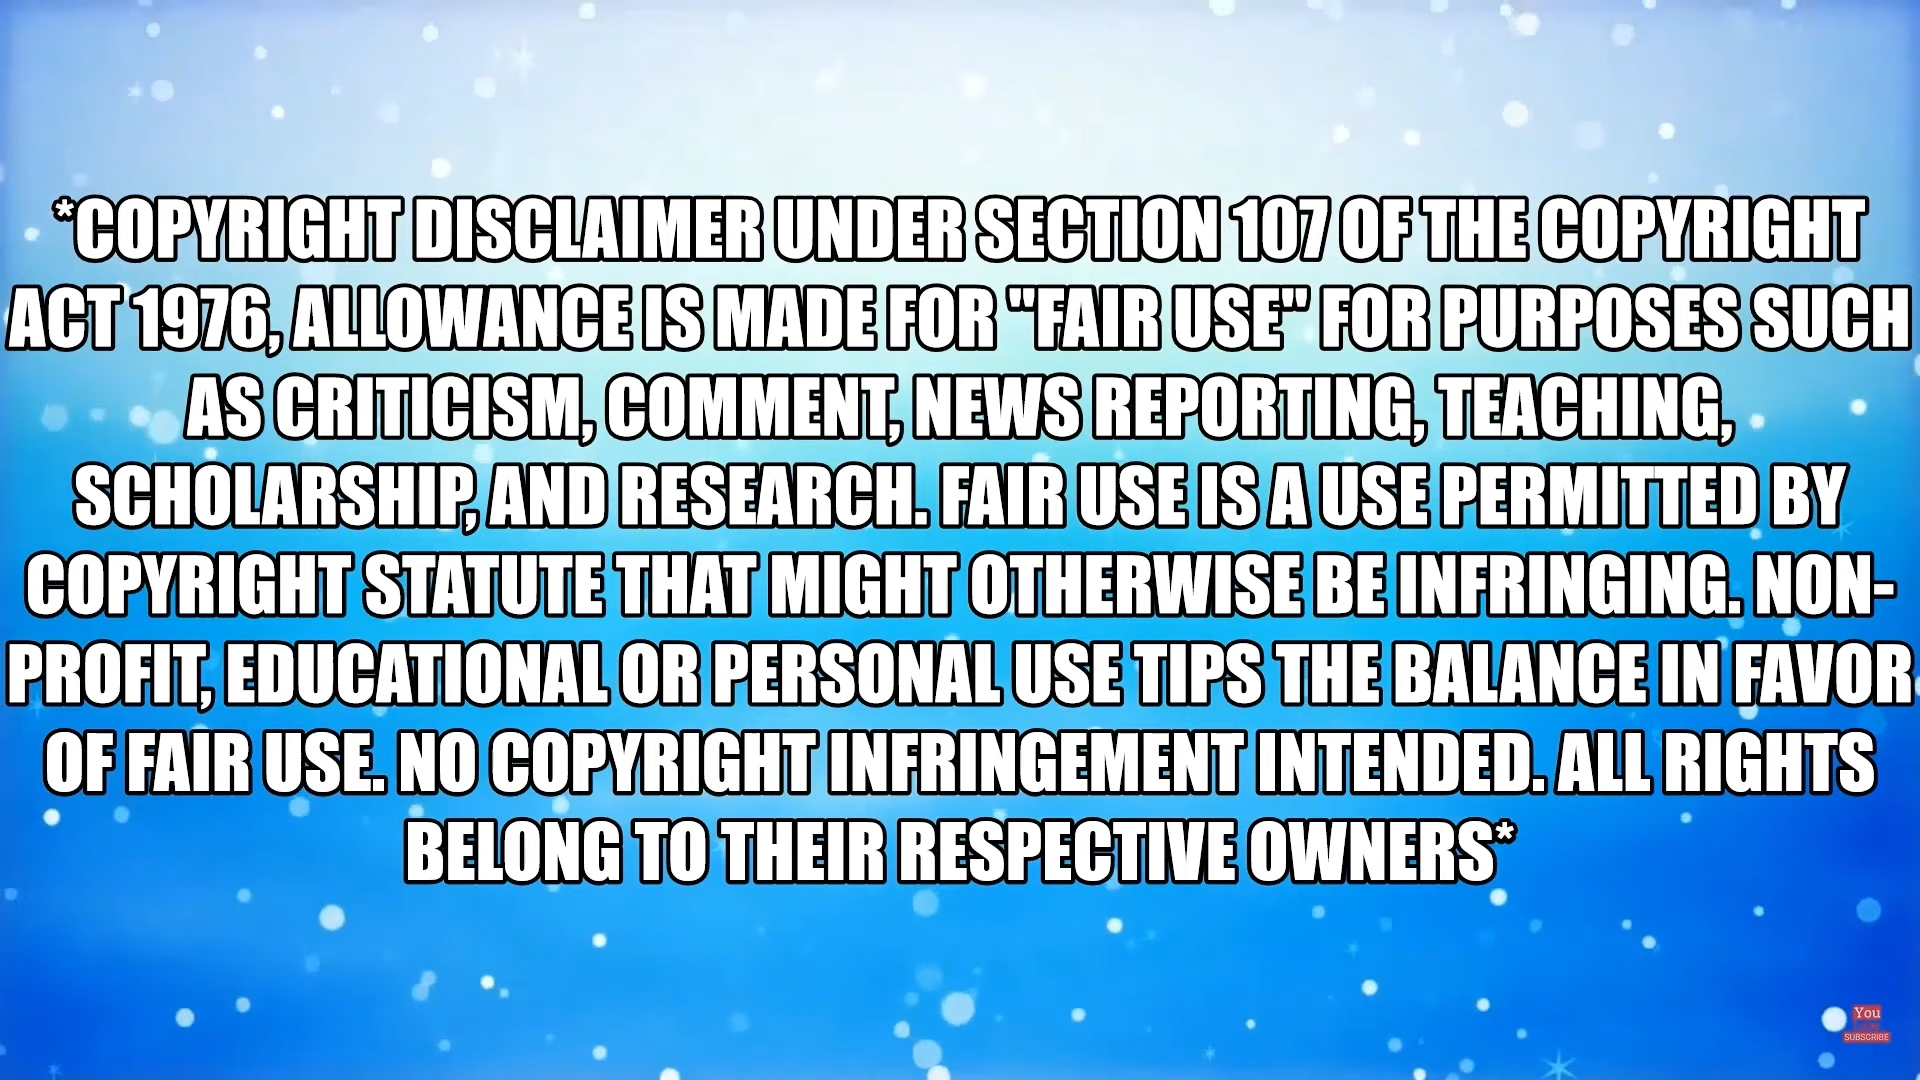 *COPYRIGHT DISCLAIMER UNDER SECTION 107 OF THE COPYRIGHT
ACT 1976, ALLOWANCE IS MADE FOR "FAIR USE" FOR PURPOSES SUCH
AS CRITICISM, COMMENT, NEWS REPORTING, TEACHING,
SCHOLARSHIP, AND RESEARCH. FAIR USE IS A USE PERMITTED BY
COPYRIGHT STATUTE THAT MIGHT OTHERWISE BE INFRINGING. NON-
PROFIT, EDUCATIONAL OR PERSONAL USE TIPS THE BALANCE IN FAVOR
OF FAIR USE. NO COPYRIGHT INFRINGEMENT INTENDED. ALL RIGHTS
BELONG TO THEIR RESPECTIVE OWNERS*
You
SUBSCRIBE